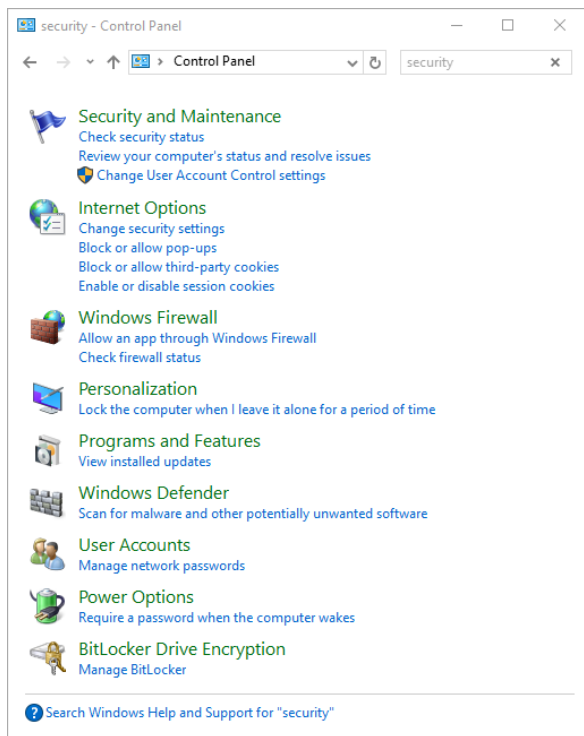 security - Control Panel
Control Panel
security
Security and Maintenance
Check security status
Review your computer's status and resolve issues
Change User Account Control settings
Internet Options
Change security settings
Block or allow pop-ups
Block or allow third-party cookies
Enable or disable session cookies
Windows Firewall
Allow an app through Windows Firewall
Check firewall status
Personalization
Lock the computer when I leave it alone for a period of time
Programs and Features
View installed updates
Windows Defender
Scan for malware and other potentially unwanted software
User Accounts
Manage network passwords
Power Options
Require a password when the computer wakes
BitLocker Drive Encryption
Manage BitLocker
Search Windows Help and Support for "security"